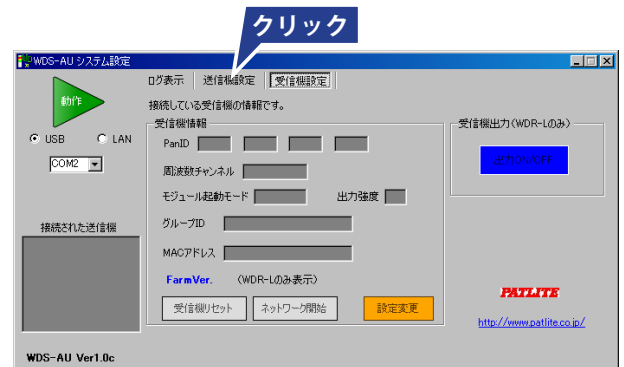 クリック
WDS-AU システム設定
動作
USB
LAN
COM2
接続された送信機
WDS-AU Ver1.0c
ログ表示
送信機設定
受信機設定
接続している受信機の情報です。
受信機情報
PanID
周波数チャンネル
モジュール起動モード
出力強度
グループID
MACアドレス
FarmVer.
(WDR-Lのみ表示)
受信機リセット
ネットワーク開始
設定変更
受信機出力(WDR-Lのみ)
出力ON/OFF
PATLITE
http://www.patlite.co.jp/